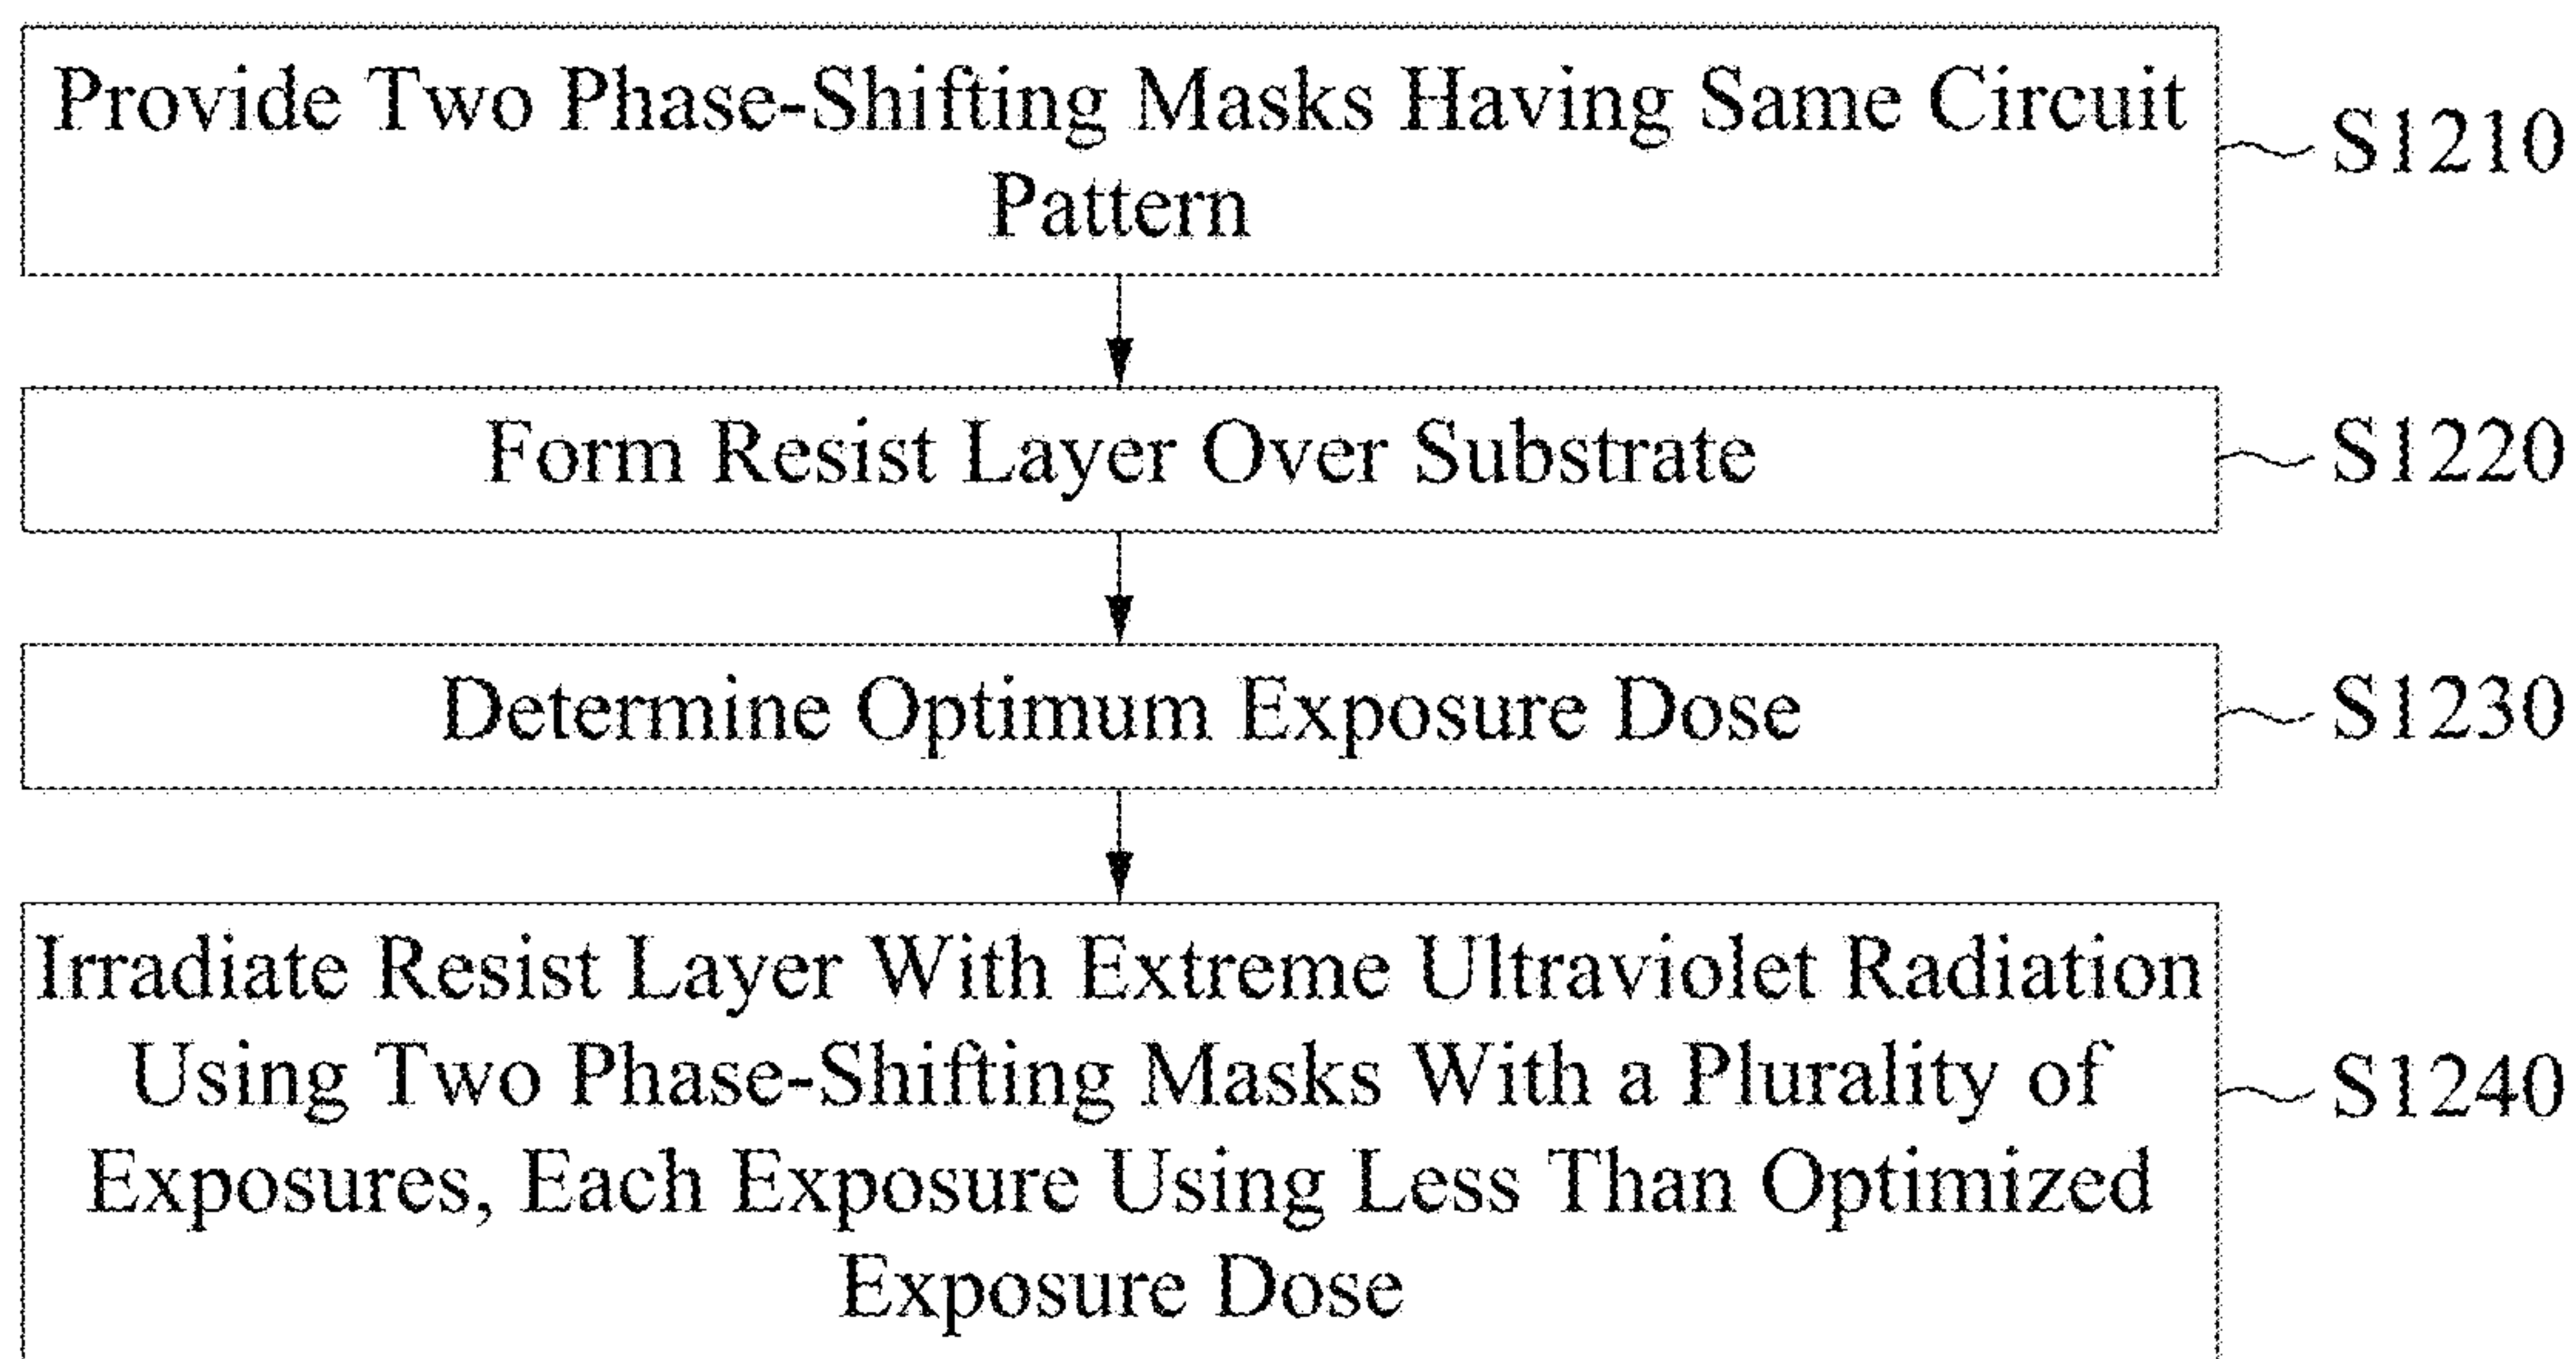 Provide Two Phase-Shifting Masks Having Same Circuit
Pattern
S1210
Form Resist Layer Over Substrate
S1220
Determine Optimum Exposure Dose
S1230
Irradiate Resist Layer With Extreme Ultraviolet Radiation
Using Two Phase-Shifting Masks With a Plurality of
Exposures, Each Exposure Using Less Than Optimized
Exposure Dose
S1240